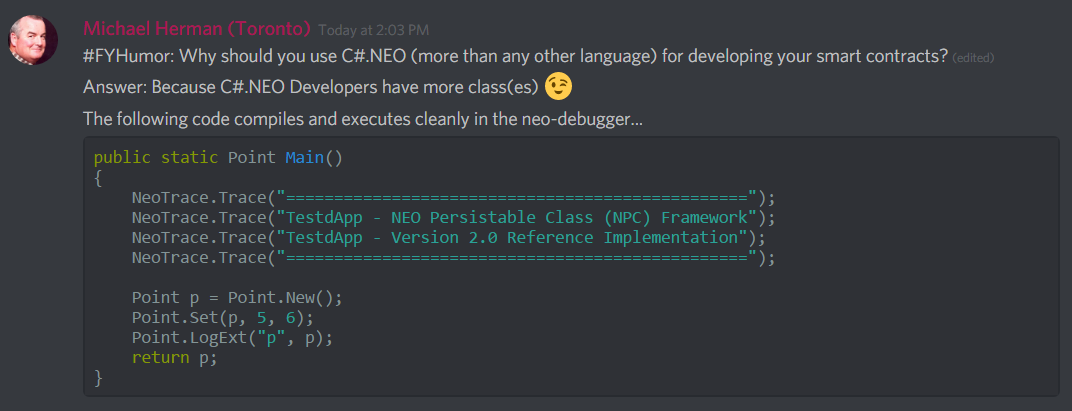 Michael Herman (Toronto) Today at 2:03 PM
#FYHumor: Why should you use C#.NEO (more than any other language) for developing your smart contracts? (edited)
Answer: Because C#.NEO Developers have more class(es) 😉
The following code compiles and executes cleanly in the neo-debugger...
public static Point Main()
{
    NeoTrace.Trace("================================================");
    NeoTrace.Trace("TestdApp - NEO Persistable Class (NPC) Framework");
    NeoTrace.Trace("TestdApp - Version 2.0 Reference Implementation");
    NeoTrace.Trace("================================================");

    Point p = Point.New();
    Point.Set(p, 5, 6);
    Point.LogExt("p", p);
    return p;
}